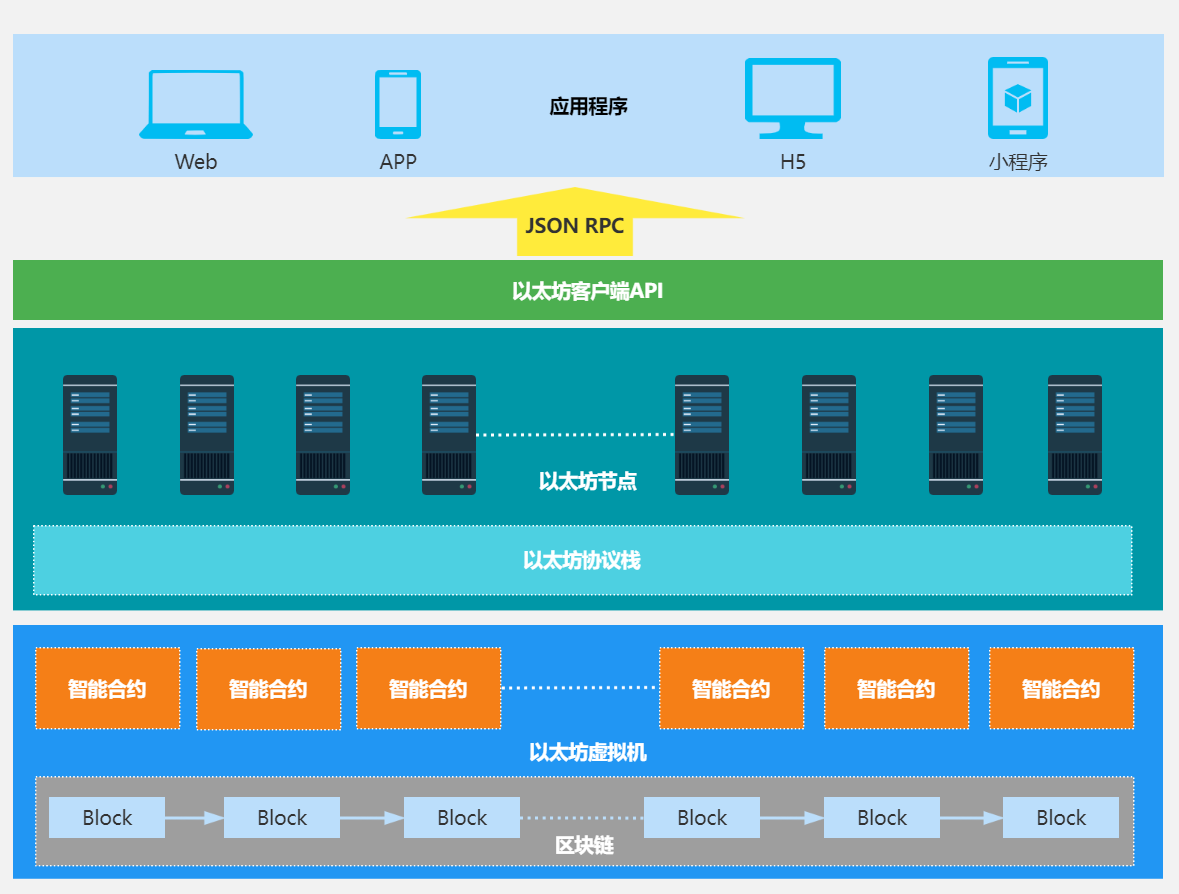 应用程序
Web
APP
H5
小程序
JSON RPC
以太坊客户端API
以太坊节点
以太坊协议栈
智能合约
智能合约
智能合约
智能合约
智能合约
智能合约
以太坊虚拟机
Block
Block
Block
Block
Block
Block
区块链